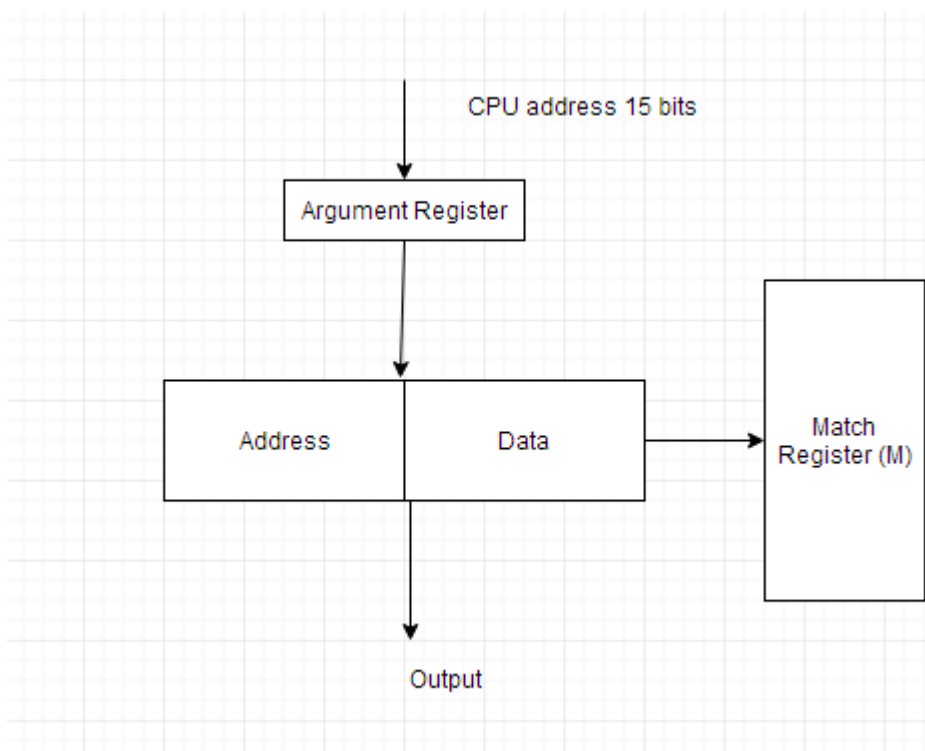 CPU address 15 bits
Argument Register
Address
Data
Match
Register (M)
Output